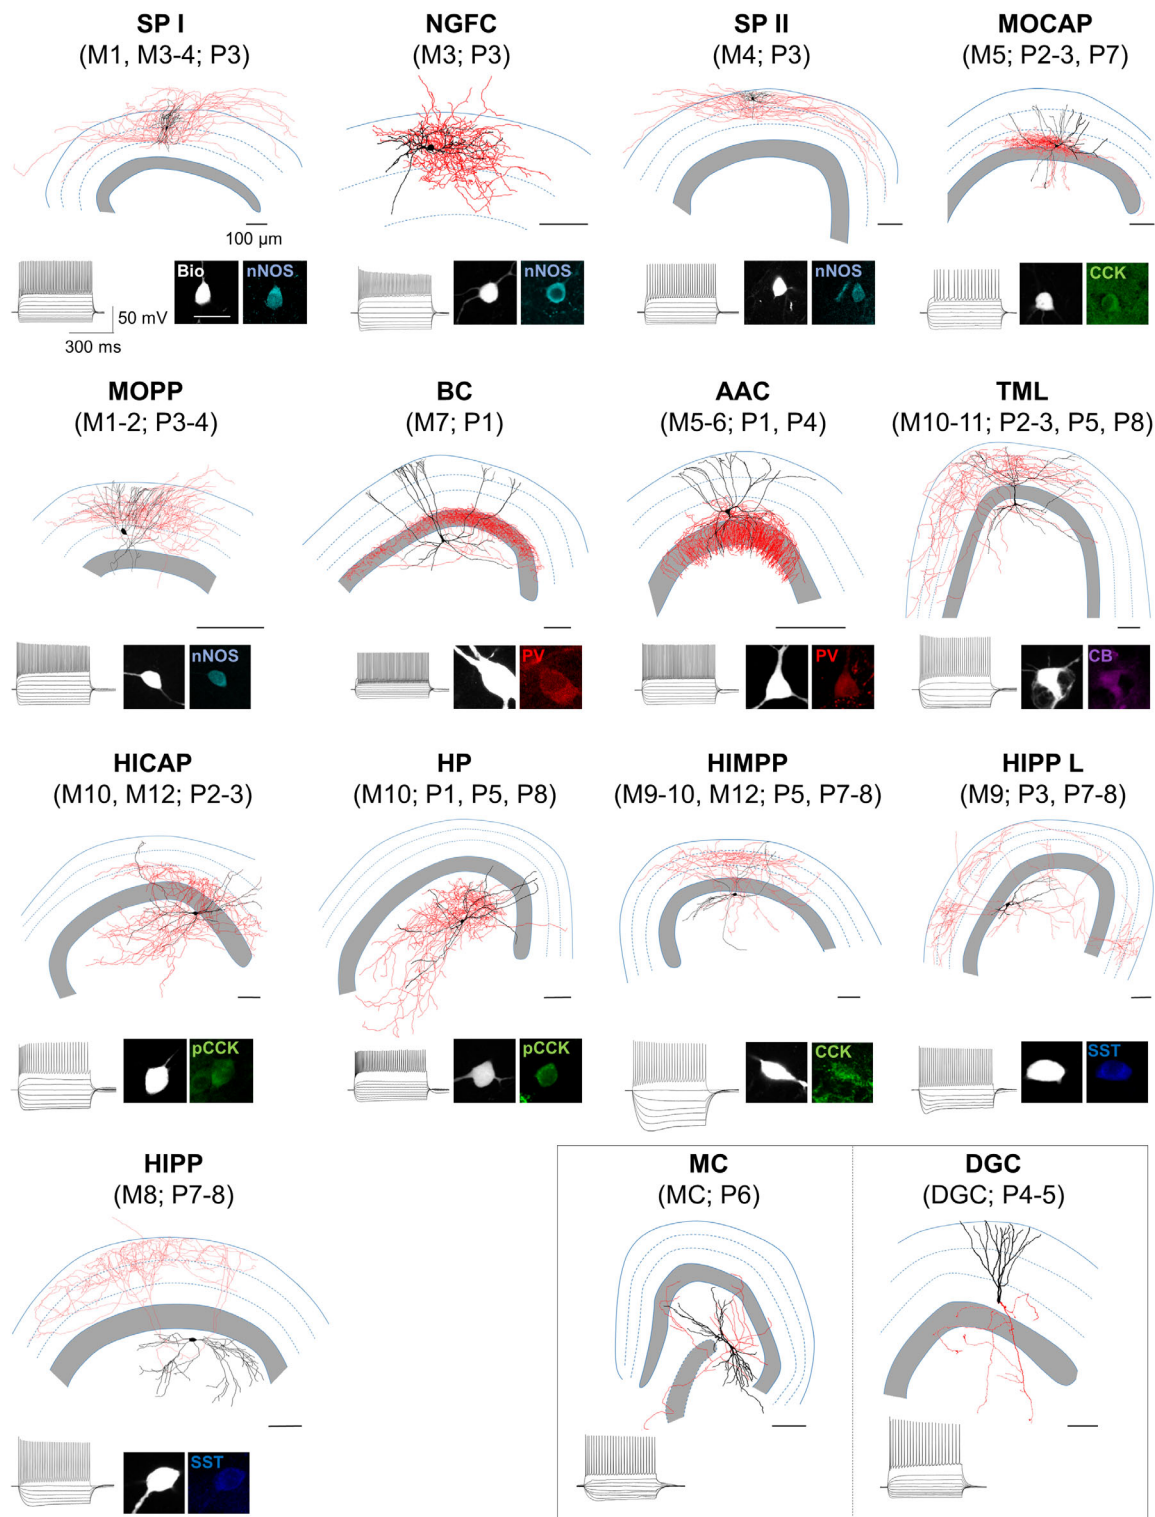 SP I
(M1, M3-4; P3)
NGFC
(M3; P3)
SP II
(M4; P3)
MOCAP
(M5; P2-3, P7)
100 µm
Bio
nNOS
nNOS
nNOS
CCK
50 mV
300 ms
MOPP
(M1-2; P3-4)
BC
(M7; P1)
AAC
(M5-6; P1, P4)
TML
(M10-11; P2-3, P5, P8)
nNOS
PV
PV
CB
HICAP
(M10, M12; P2-3)
HP
(M10; P1, P5, P8)
HIMPP
(M9-10, M12; P5, P7-8)
HIPP L
(M9; P3, P7-8)
pCCK
pCCK
CCK
SST
HIPP
(M8; P7-8)
MC
(MC; P6)
DGC
(DGC; P4-5)
SST